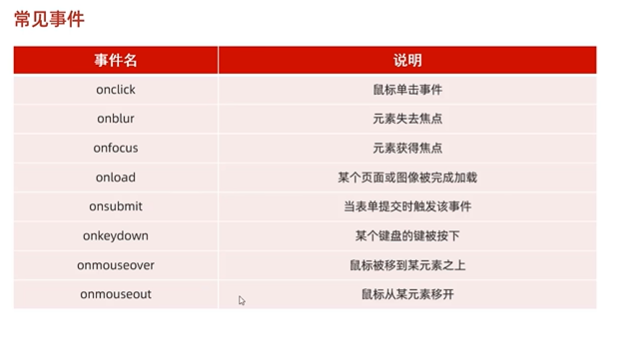 常见事件
事件名 说明
onclick 鼠标单击事件
onblur 元素失去焦点
onfocus 元素获得焦点
onload 某个页面或图像被完成加载
onsubmit 当表单提交时触发该事件
onkeydown 某个键盘的键被按下
onmouseover 鼠标被移到某元素之上
onmouseout 鼠标从某元素移开